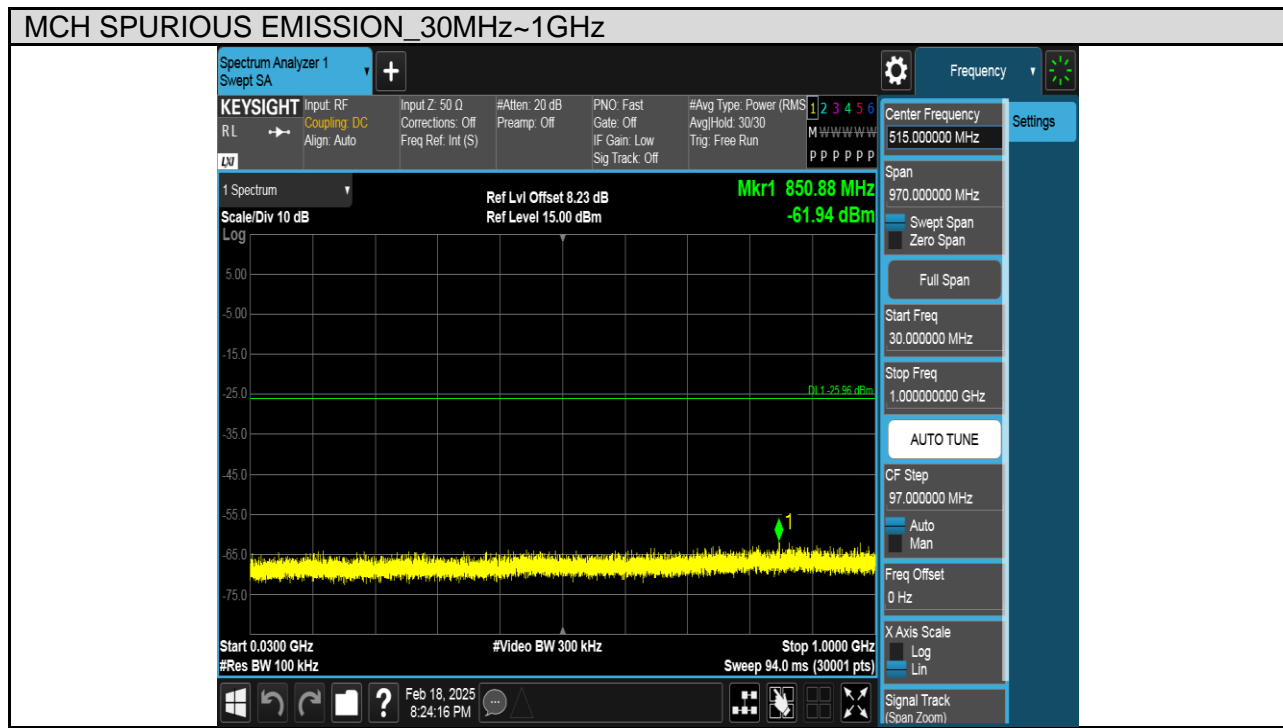 MCH SPURIOUS EMISSION_30MHz~1GHz
Spectrum Analyzer 1
Swept SA
+
Frequency
KEYSIGHT
RL
LXI
Input: RF
Coupling: DC
Align: Auto
Input Z: 50 Ω
Corrections: Off
Freq Ref: Int (S)
#Atten: 20 dB
Preamp: Off
PNO: Fast
Gate: Off
IF Gain: Low
Sig Track: Off
#Avg Type: Power (RMS
Avg|Hold: 30/30
Trig: Free Run
1 2 3 4 5 6
M W W W W W
P P P P P P
1 Spectrum
Scale/Div 10 dB
Log
Ref Lvl Offset 8.23 dB
Ref Level 15.00 dBm
Mkr1 850.88 MHz
-61.94 dBm
5.00
-5.00
-15.0
-25.0
DL1 -25.96 dBm
-35.0
-45.0
-55.0
1
-65.0
-75.0
Start 0.0300 GHz
#Res BW 100 kHz
#Video BW 300 kHz
Stop 1.0000 GHz
Sweep 94.0 ms (30001 pts)
Feb 18, 2025
8:24:16 PM
?
Center Frequency
515.000000 MHz
Settings
Span
970.000000 MHz
Swept Span
Zero Span
Full Span
Start Freq
30.000000 MHz
Stop Freq
1.000000000 GHz
AUTO TUNE
CF Step
97.000000 MHz
Auto
Man
Freq Offset
0 Hz
X Axis Scale
Log
Lin
Signal Track
(Span Zoom)